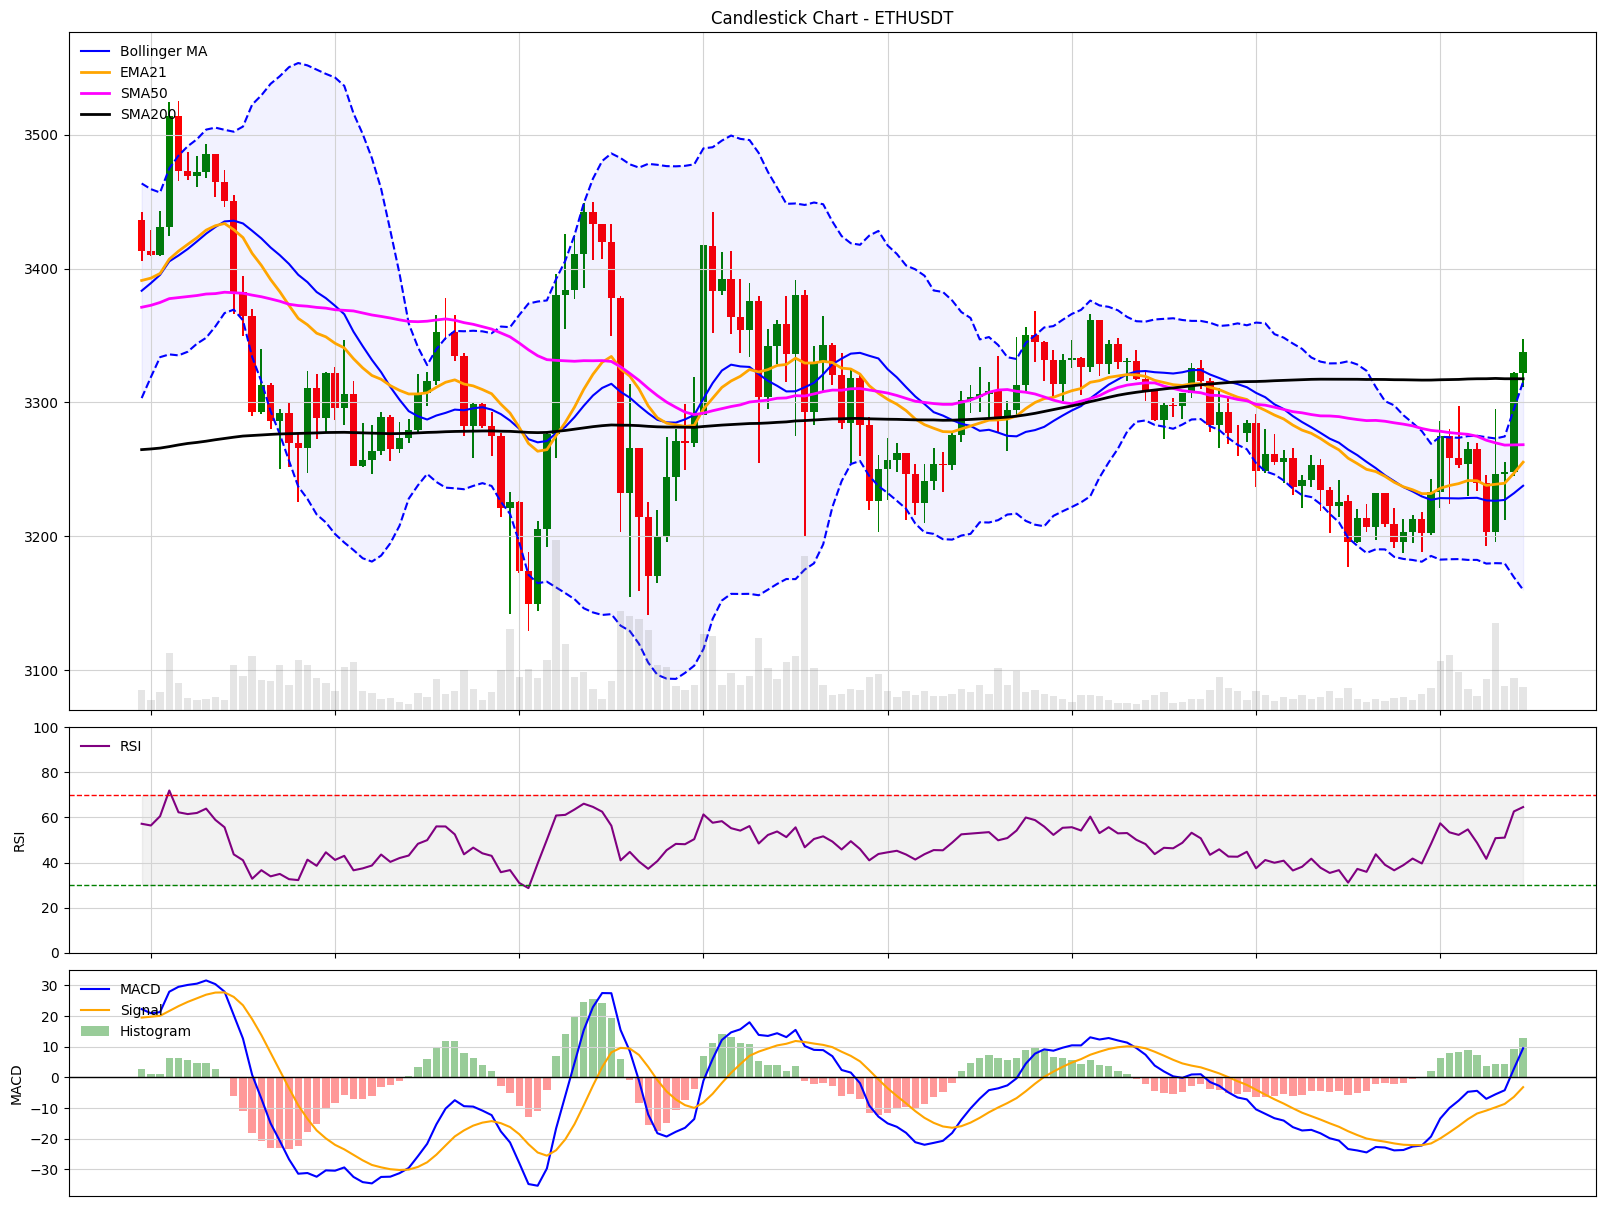 Candlestick Chart - ETHUSDT
Bollinger MA
EMA21
SMA50
SMA200
3500
3400
3300
3200
3100
RSI
100
80
60
40
20
0
RSI
MACD
Signal
Histogram
30
20
10
0
−10
−20
−30
MACD